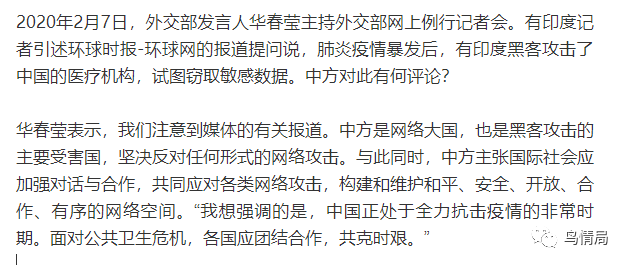 2020年2月7日，外交部发言人华春莹主持外交部网上例行记者会。有印度记
者引述环球时报-环球网的报道提问说，肺炎疫情暴发后，有印度黑客攻击了
中国的医疗机构，试图窃取敏感数据。中方对此有何评论？
华春莹表示，我们注意到媒体的有关报道。中方是网络大国，也是黑客攻击的
主要受害国，坚决反对任何形式的网络攻击。与此同时，中方主张国际社会应
加强对话与合作，共同应对各类网络攻击，构建和维护和平、安全、开放、合
作、有序的网络空间。“我想强调的是，中国正处于全力抗击疫情的非常时
期。面对公共卫生危机，各国应团结合作，共克时艰。”
鸟情局